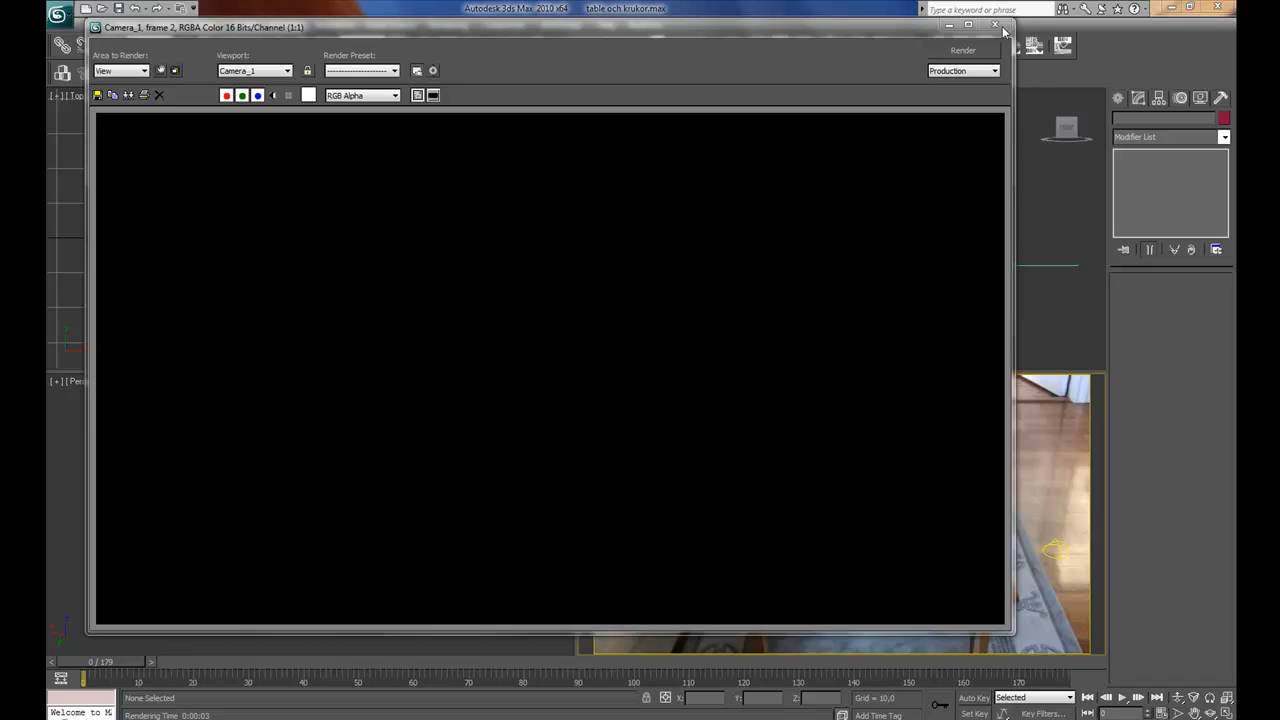 Autodesk 3ds Max 2010 x64 table och krukor.max
Type a keyword or phrase
Camera_1, frame 2, RGBA Color 16 Bits/Channel (1:1)
Area to Render: Viewport: Render Preset: Render
View Camera_1 Production
RGB Alpha
[+][Top
Modifier List
[+][Persp
0 / 179
10 20 30 40 50 60 70 80 90 100 110 120 130 140 150 160 170
None Selected X: Y: Z: Grid = 10,0 Auto Key Selected
Welcome to M Rendering Time 0:00:03 Add Time Tag Set Key Key Filters... 0